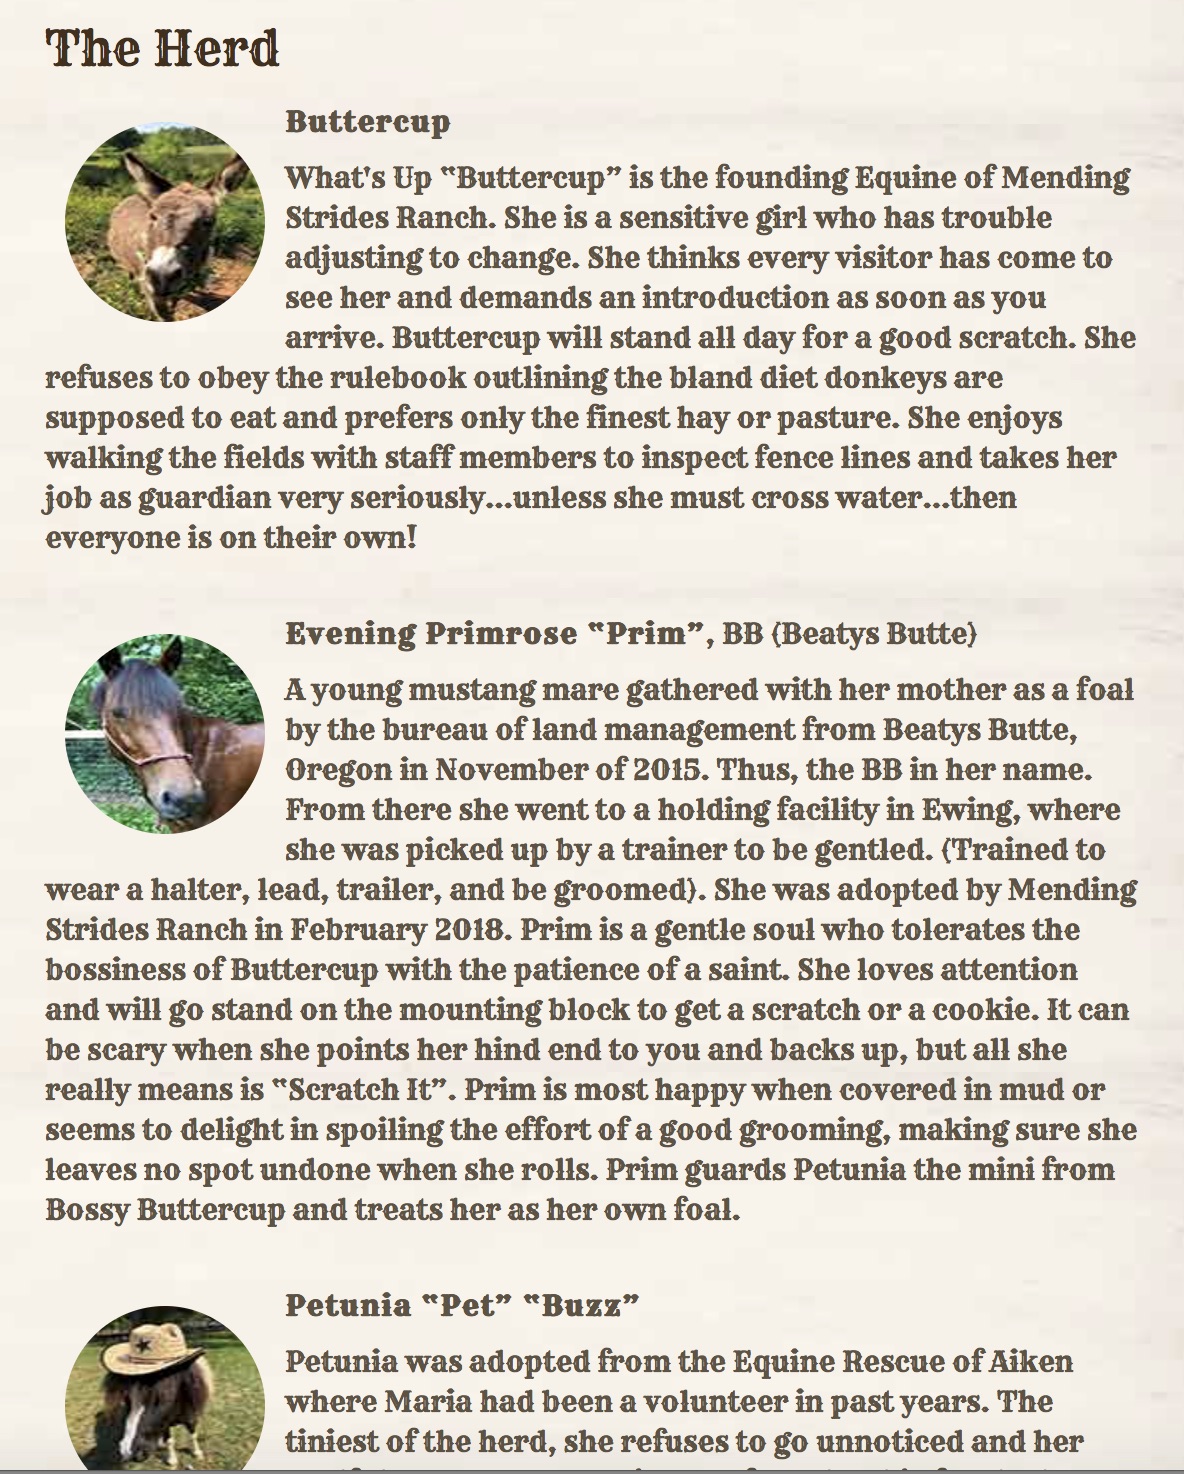 The Herd
Buttercup
What's Up “Buttercup” is the founding Equine of Mending
Strides Ranch. She is a sensitive girl who has trouble
adjusting to change. She thinks every visitor has come to
see her and demands an introduction as soon as you
arrive. Buttercup will stand all day for a good scratch. She
refuses to obey the rulebook outlining the bland diet donkeys are
supposed to eat and prefers only the finest hay or pasture. She enjoys
walking the fields with staff members to inspect fence lines and takes her
job as guardian very seriously...unless she must cross water...then
everyone is on their own!
Evening Primrose “Prim”, BB (Beatys Butte)
A young mustang mare gathered with her mother as a foal
by the bureau of land management from Beatys Butte,
Oregon in November of 2015. Thus, the BB in her name.
From there she went to a holding facility in Ewing, where
she was picked up by a trainer to be gentled. (Trained to
wear a halter, lead, trailer, and be groomed). She was adopted by Mending
Strides Ranch in February 2018. Prim is a gentle soul who tolerates the
bossiness of Buttercup with the patience of a saint. She loves attention
and will go stand on the mounting block to get a scratch or a cookie. It can
be scary when she points her hind end to you and backs up, but all she
really means is “Scratch It”. Prim is most happy when covered in mud or
seems to delight in spoiling the effort of a good grooming, making sure she
leaves no spot undone when she rolls. Prim guards Petunia the mini from
Bossy Buttercup and treats her as her own foal.
Petunia “Pet” “Buzz”
Petunia was adopted from the Equine Rescue of Aiken
where Maria had been a volunteer in past years. The
tiniest of the herd, she refuses to go unnoticed and her